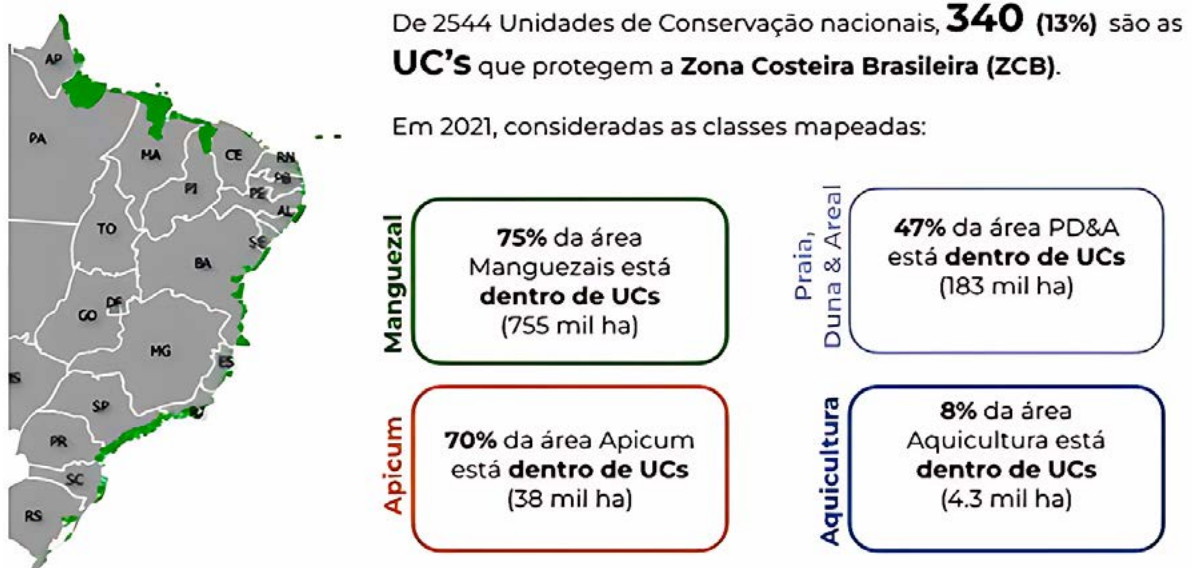 De 2544 Unidades de Conservação nacionais, 340 (13%) são as
UC's que protegem a Zona Costeira Brasileira (ZCB).
Em 2021, consideradas as classes mapeadas:
Manguezal
75% da área
Manguezais está
dentro de UCs
(755 mil ha)
Praia,
Duna & Areal
47% da área PD&A
está dentro de UCs
(183 mil ha)
Apicum
70% da área Apicum
está dentro de UCs
(38 mil ha)
Aquicultura
8% da área
Aquicultura está
dentro de UCs
(4.3 mil ha)
AP
PA
MA
CE
RN
PB
PI
PE
AL
TO
SE
BA
DF
GO
MG
ES
SP
RJ
PR
SC
RS